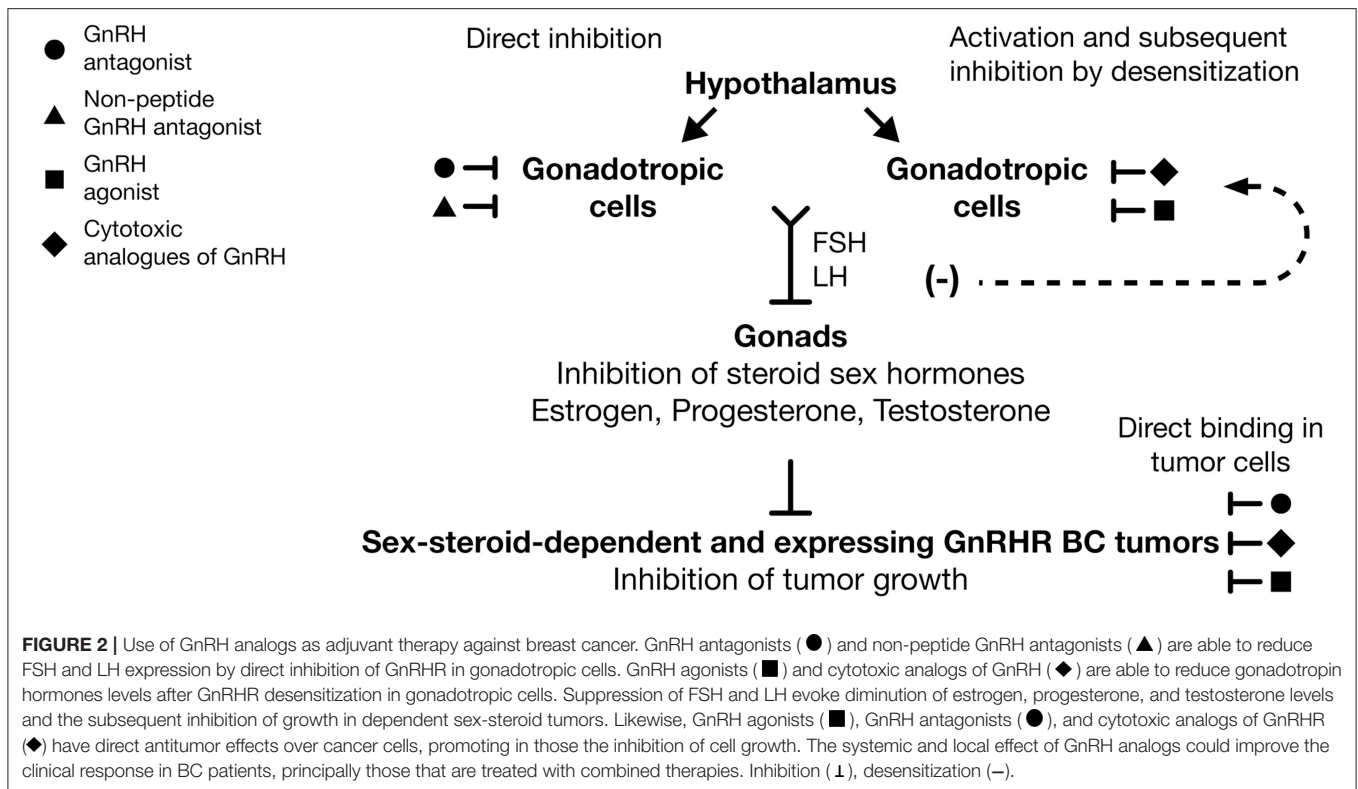 GnRH
antagonist
Non-peptide
GnRH antagonist
GnRH
agonist
Cytotoxic
analogues of GnRH
Direct inhibition
Activation and subsequent
inhibition by desensitization
Hypothalamus
Gonadotropic
cells
Gonadotropic
cells
FSH
LH
(-)
Gonads
Inhibition of steroid sex hormones
Estrogen, Progesterone, Testosterone
Direct binding in
tumor cells
Sex-steroid-dependent and expressing GnRHR BC tumors
Inhibition of tumor growth
FIGURE 2 | Use of GnRH analogs as adjuvant therapy against breast cancer. GnRH antagonists (●) and non-peptide GnRH antagonists (▲) are able to reduce
FSH and LH expression by direct inhibition of GnRHR in gonadotropic cells. GnRH agonists (■) and cytotoxic analogs of GnRH (◆) are able to reduce gonadotropin
hormones levels after GnRHR desensitization in gonadotropic cells. Suppression of FSH and LH evoke diminution of estrogen, progesterone, and testosterone levels
and the subsequent inhibition of growth in dependent sex-steroid tumors. Likewise, GnRH agonists (■), GnRH antagonists (●), and cytotoxic analogs of GnRHR
(◆) have direct antitumor effects over cancer cells, promoting in those the inhibition of cell growth. The systemic and local effect of GnRH analogs could improve the
clinical response in BC patients, principally those that are treated with combined therapies. Inhibition (⊥), desensitization (–).